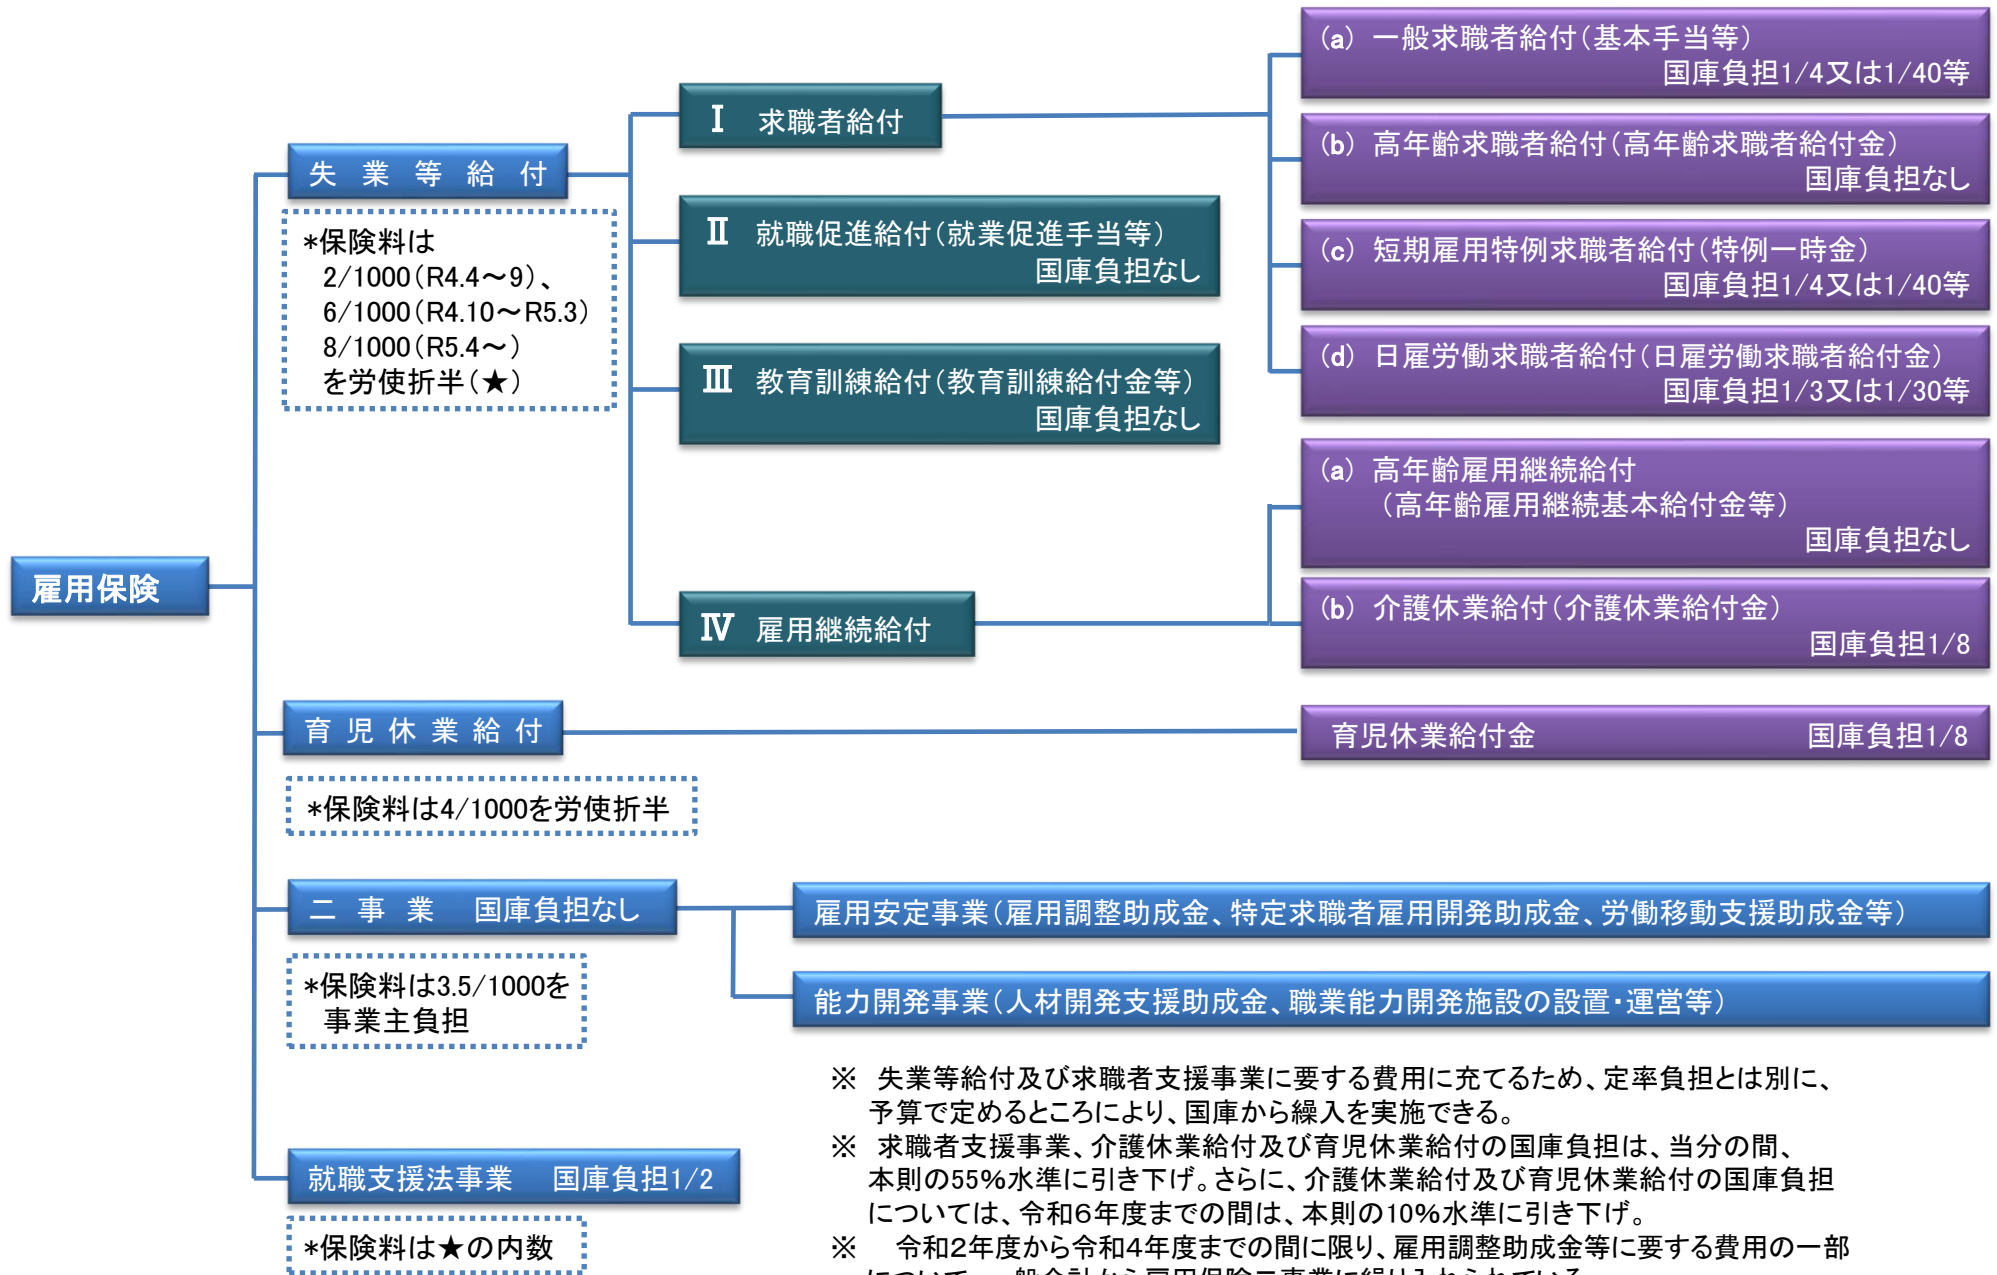 雇用保険
失業等給付
*保険料は
2/1000(R4.4～9)、
6/1000(R4.10～R5.3)
8/1000(R5.4～)
を労使折半(★)
Ⅰ 求職者給付
(a) 一般求職者給付(基本手当等)
国庫負担1/4又は1/40等
(b) 高年齢求職者給付(高年齢求職者給付金)
国庫負担なし
(c) 短期雇用特例求職者給付(特例一時金)
国庫負担1/4又は1/40等
(d) 日雇労働求職者給付(日雇労働求職者給付金)
国庫負担1/3又は1/30等
Ⅱ 就職促進給付(就業促進手当等)
国庫負担なし
Ⅲ 教育訓練給付(教育訓練給付金等)
国庫負担なし
Ⅳ 雇用継続給付
(a) 高年齢雇用継続給付
(高年齢雇用継続基本給付金等)
国庫負担なし
(b) 介護休業給付(介護休業給付金)
国庫負担1/8
育児休業給付
*保険料は4/1000を労使折半
育児休業給付金 国庫負担1/8
二事業 国庫負担なし
*保険料は3.5/1000を
事業主負担
雇用安定事業(雇用調整助成金、特定求職者雇用開発助成金、労働移動支援助成金等)
能力開発事業(人材開発支援助成金、職業能力開発施設の設置・運営等)
就職支援法事業 国庫負担1/2
*保険料は★の内数
※ 失業等給付及び求職者支援事業に要する費用に充てるため、定率負担とは別に、
予算で定めるところにより、国庫から繰入を実施できる。
※ 求職者支援事業、介護休業給付及び育児休業給付の国庫負担は、当分の間、
本則の55%水準に引き下げ。さらに、介護休業給付及び育児休業給付の国庫負担
については、令和6年度までの間は、本則の10%水準に引き下げ。
※ 令和2年度から令和4年度までの間に限り、雇用調整助成金等に要する費用の一部
について、一般会計から雇用保険二事業に繰り入れられている